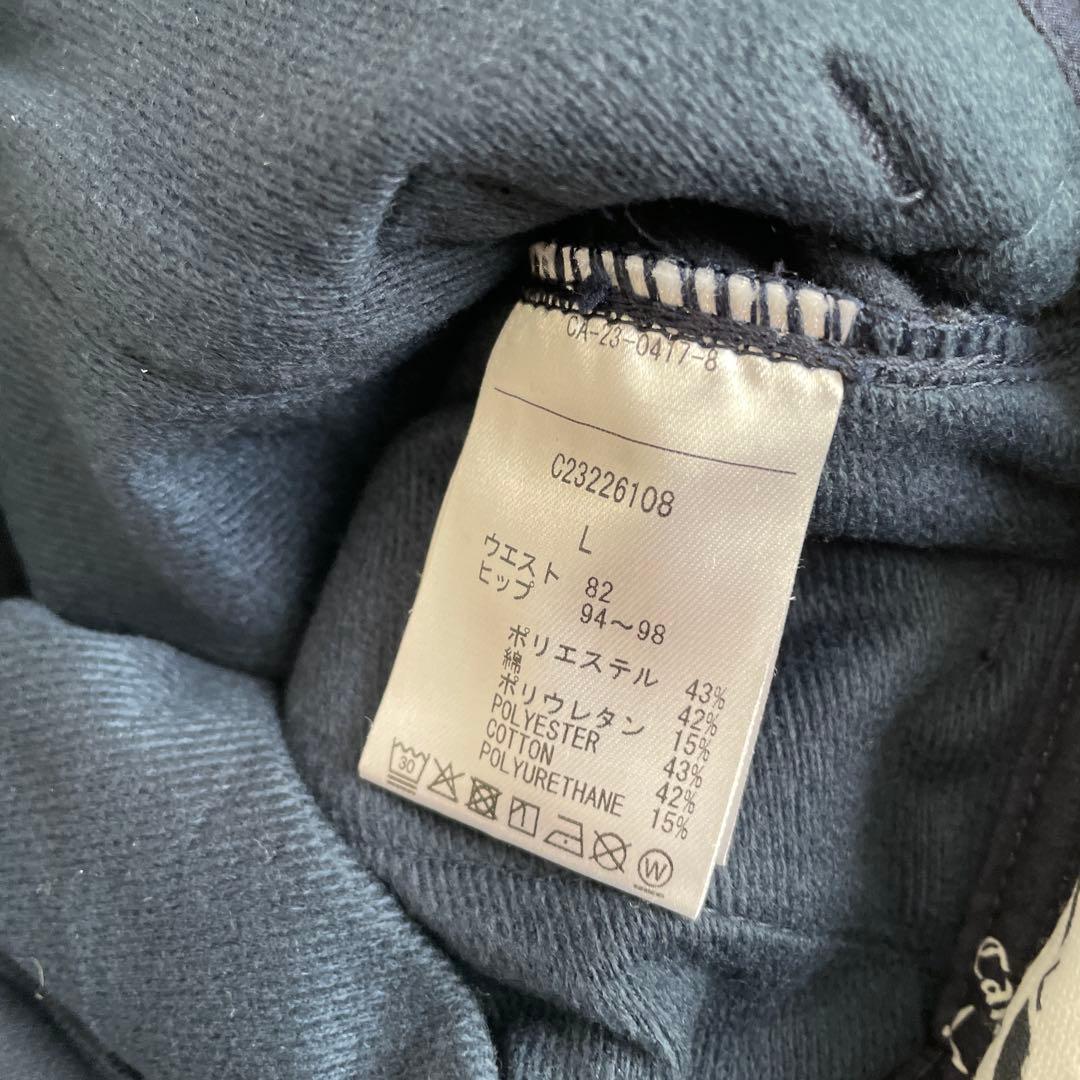 CA-23-0417-8
C23226108
L
ウエスト 82
ヒップ 94～98
ポリエステル 43%
綿 42%
ポリウレタン 15%
POLYESTER 43%
COTTON 42%
POLYURETHANE 15%
30
W